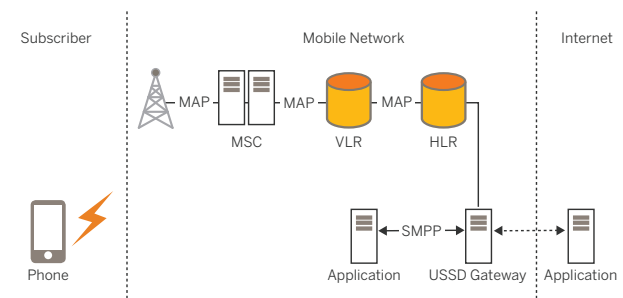 Subscriber
Mobile Network
Internet
MAP
MAP
MAP
MSC
VLR
HLR
SMPP
Phone
Application
USSD Gateway
Application